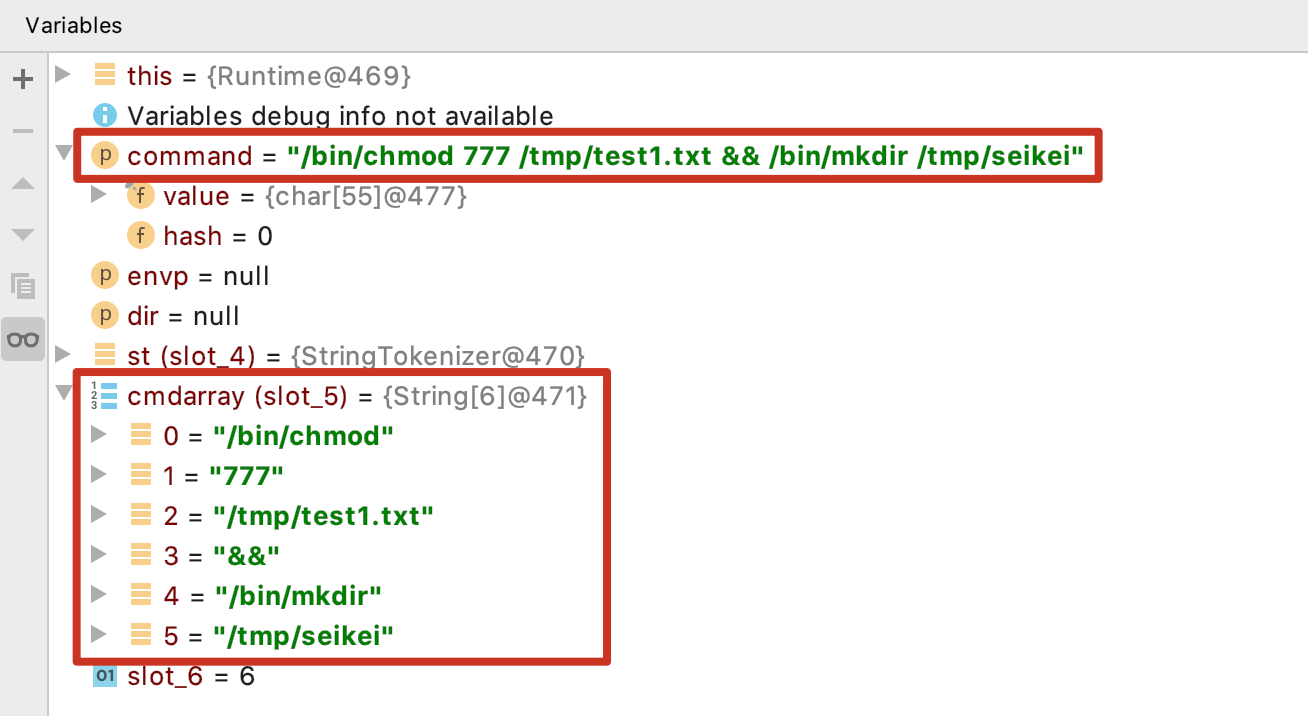 Variables
this = {Runtime@469}
Variables debug info not available
p command = "/bin/chmod 777 /tmp/test1.txt && /bin/mkdir /tmp/seikei"
f value = {char[55]@477}
f hash = 0
p envp = null
p dir = null
st (slot_4) = {StringTokenizer@470}
1 2 3 cmdarray (slot_5) = {String[6]@471}
0 = "/bin/chmod"
1 = "777"
2 = "/tmp/test1.txt"
3 = "&&"
4 = "/bin/mkdir"
5 = "/tmp/seikei"
01 slot_6 = 6